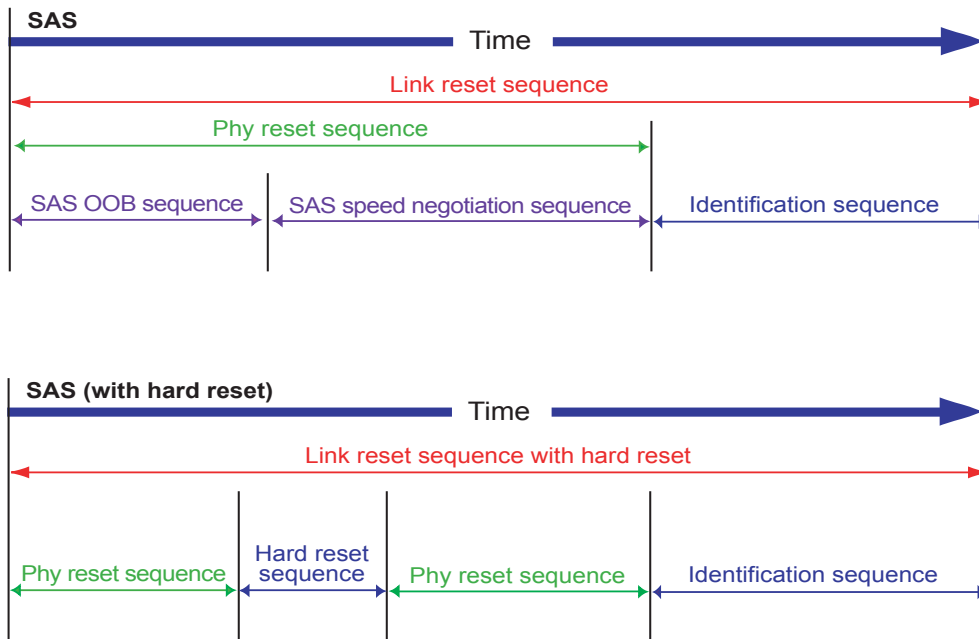 SAS
Time
Link reset sequence
Phy reset sequence
SAS OOB sequence
SAS speed negotiation sequence
Identification sequence
SAS (with hard reset)
Time
Link reset sequence with hard reset
Phy reset sequence
Hard reset
sequence
Phy reset sequence
Identification sequence